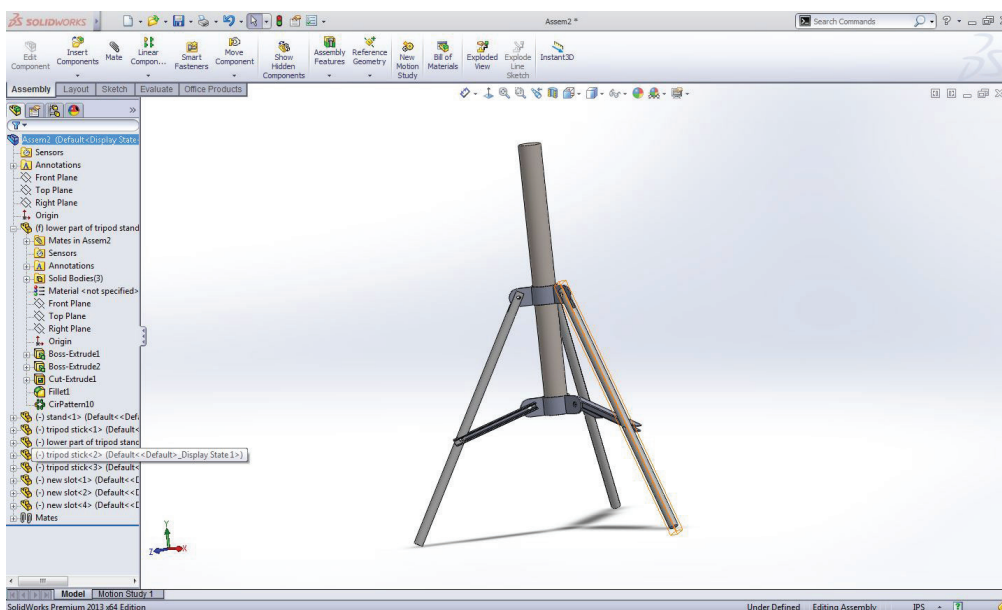 SOLIDWORKS
Assem2 *
Search Commands
Edit Component
Insert Components
Mate
Linear Compon...
Smart Fasteners
Move Component
Show Hidden Components
Assembly Features
Reference Geometry
New Motion Study
Bill of Materials
Exploded View
Explode Line Sketch
Instant3D
Assembly Layout Sketch Evaluate Office Products
Assem2 (Default<Display State
Sensors
Annotations
Front Plane
Top Plane
Right Plane
Origin
(f) lower part of tripod stand
Mates in Assem2
Sensors
Annotations
Solid Bodies(3)
Material <not specified>
Front Plane
Top Plane
Right Plane
Origin
Boss-Extrude1
Boss-Extrude2
Cut-Extrude1
Fillet1
CirPattern10
(-) stand<1> (Default<<Def
(-) tripod stick<1> (Default<
(-) lower part of tripod stand
(-) tripod stick<2> (Default<<Default>_Display State 1>)
(-) tripod stick<3> (Default<
(-) new slot<1> (Default<<D
(-) new slot<2> (Default<<D
(-) new slot<4> (Default<<D
Mates
Y
Z X
Model Motion Study 1
SolidWorks Premium 2013 x64 Edition
Under Defined Editing Assembly IPS